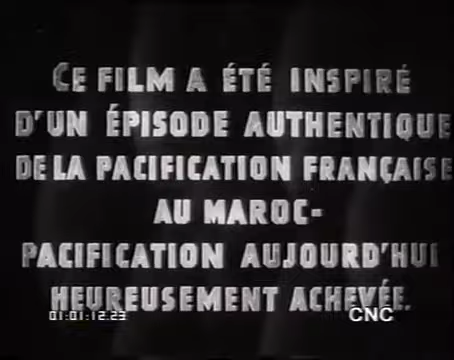 CE FILM A ÉTÉ INSPIRÉ
D'UN ÉPISODE AUTHENTIQUE
DE LA PACIFICATION FRANÇAISE
AU MAROC-
PACIFICATION AUJOURD'HUI
HEUREUSEMENT ACHEVÉE.
01:01:12.23
CNC